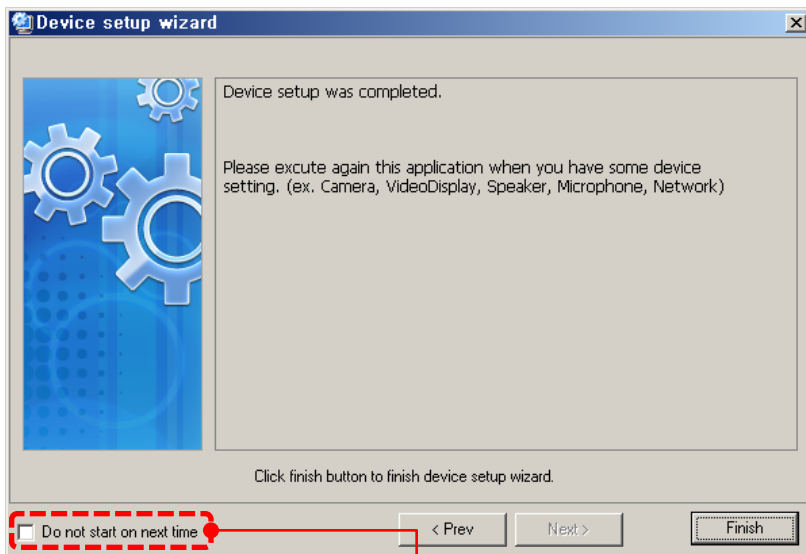 Device setup wizard
Device setup was completed.
Please excute again this application when you have some device
setting. (ex. Camera, VideoDisplay, Speaker, Microphone, Network)
Click finish button to finish device setup wizard.
Do not start on next time
< Prev
Next >
Finish